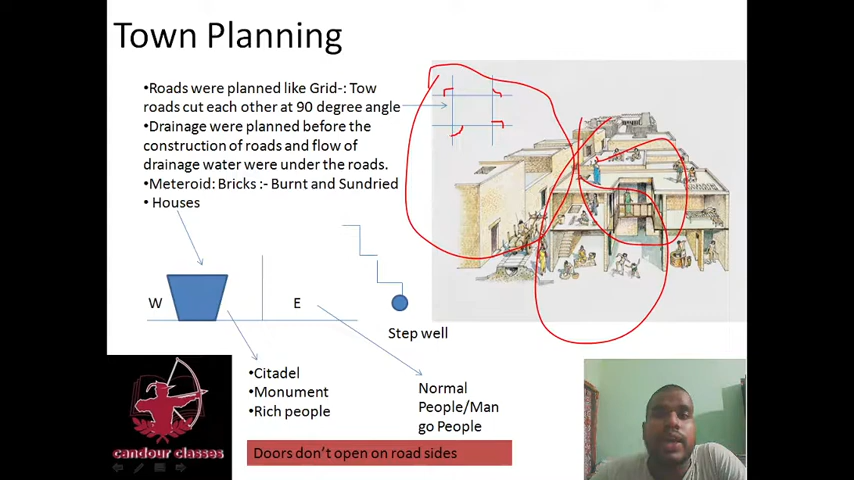 Town Planning
•Roads were planned like Grid-: Tow
roads cut each other at 90 degree angle
•Drainage were planned before the
construction of roads and flow of
drainage water were under the roads.
•Meteroid: Bricks :- Burnt and Sundried
• Houses
W
E
Step well
•Citadel
•Monument
•Rich people
Normal
People/Man
go People
candour classes
Doors don't open on road sides